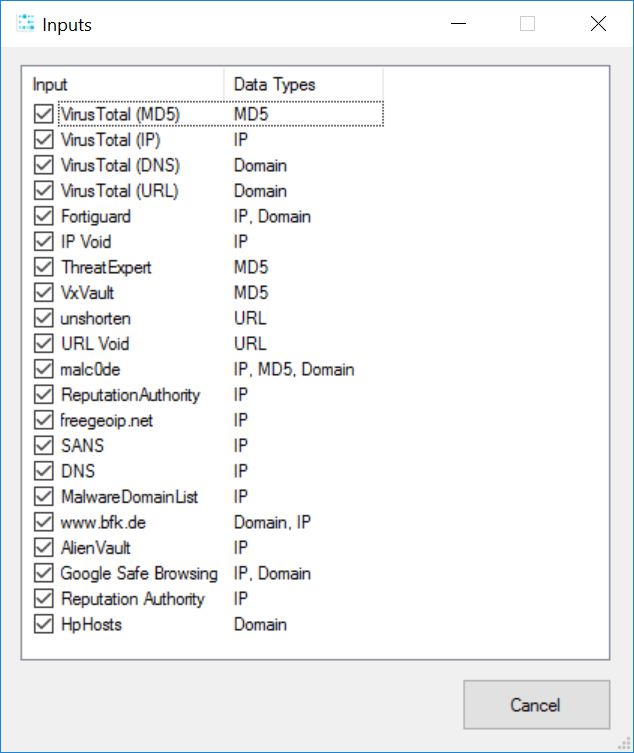 Inputs
Input Data Types
VirusTotal (MD5) MD5
VirusTotal (IP) IP
VirusTotal (DNS) Domain
VirusTotal (URL) Domain
Fortiguard IP, Domain
IP Void IP
ThreatExpert MD5
VxVault MD5
unshorten URL
URL Void URL
malc0de IP, MD5, Domain
ReputationAuthority IP
freegeoip.net IP
SANS IP
DNS IP
MalwareDomainList IP
www.bfk.de Domain, IP
AlienVault IP
Google Safe Browsing IP, Domain
Reputation Authority IP
HpHosts Domain
Cancel